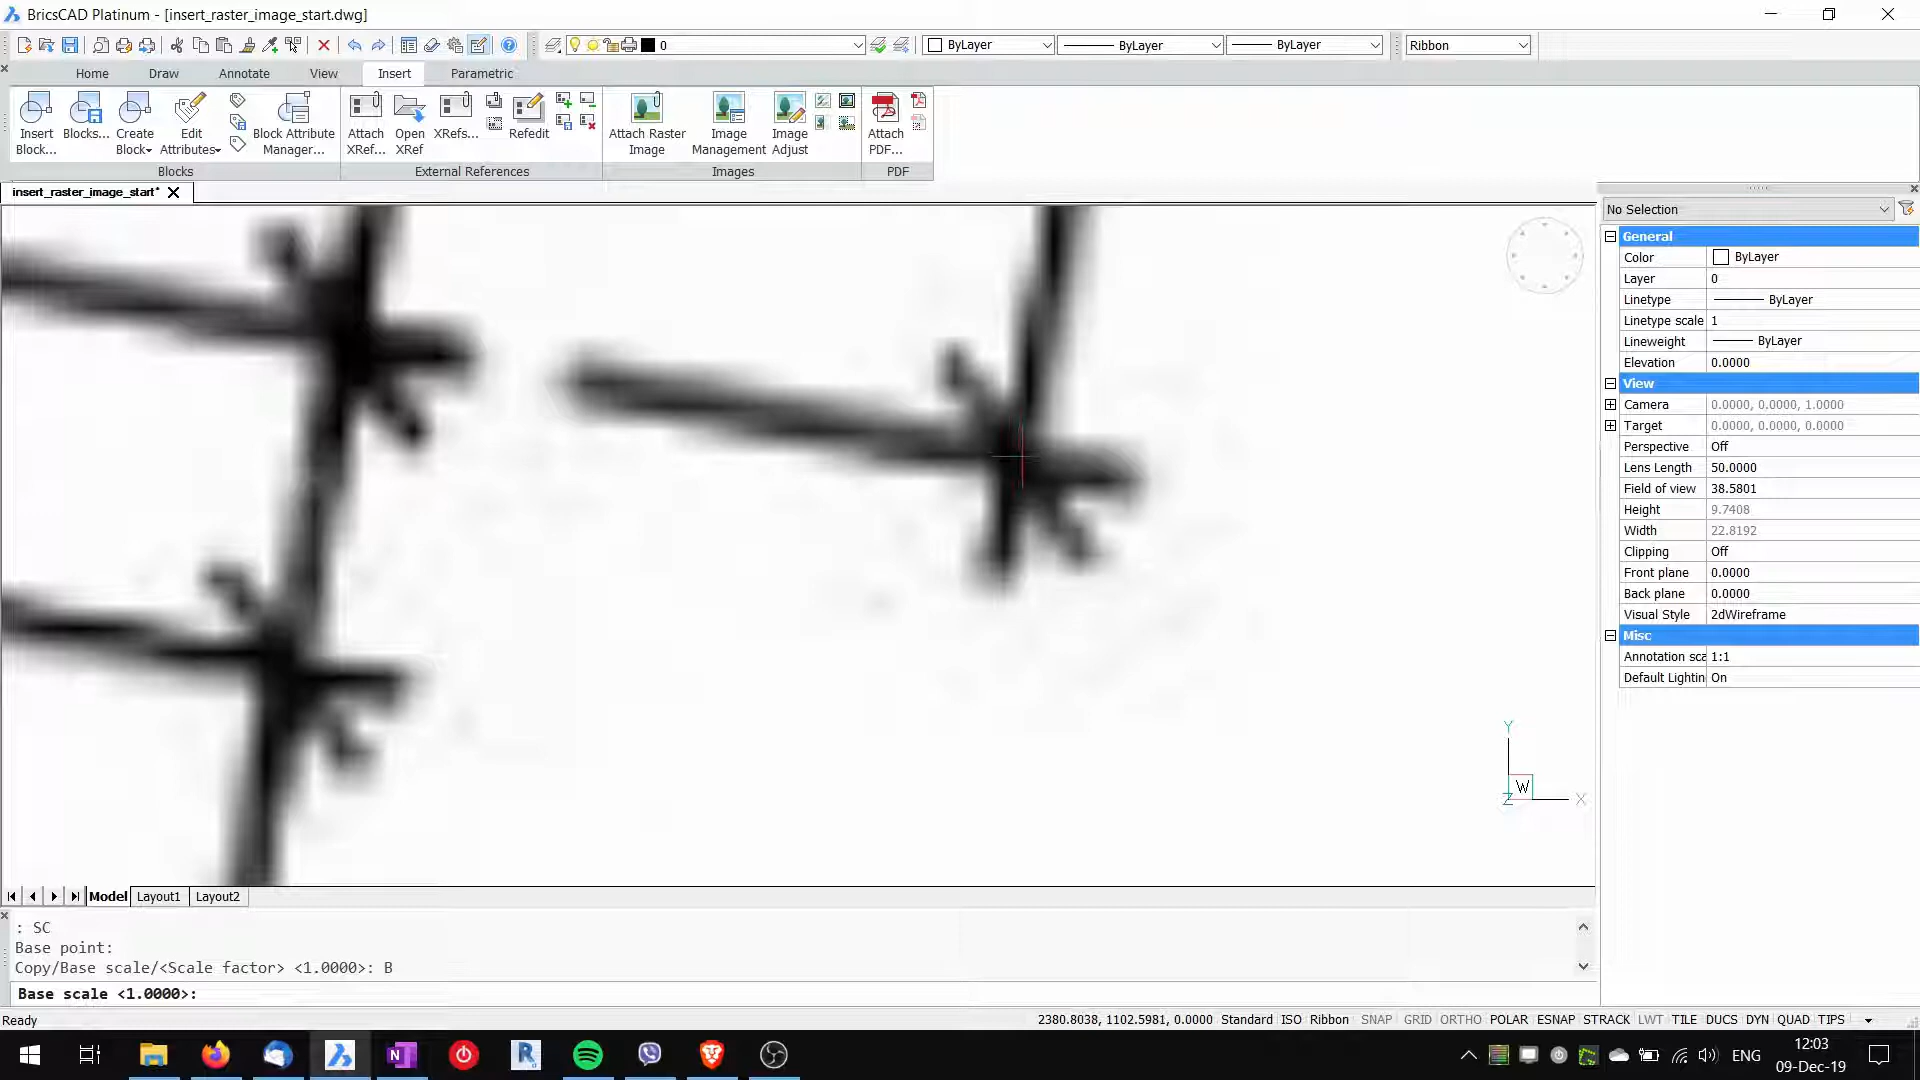 BricsCAD Platinum - [insert_raster_image_start.dwg]
0
ByLayer
ByLayer
ByLayer
Ribbon
Home
Draw
Annotate
View
Insert
Parametric
Insert Block...
Blocks...
Create Block
Edit Attributes
Block Attribute Manager...
Attach XRef...
Open XRef
XRefs...
Refedit
Attach Raster Image
Image Management
Image Adjust
Attach PDF...
Blocks
External References
Images
PDF
insert_raster_image_start*
No Selection
General
Color ByLayer
Layer 0
Linetype ByLayer
Linetype scale 1
Lineweight ByLayer
Elevation 0.0000
View
Camera 0.0000, 0.0000, 1.0000
Target 0.0000, 0.0000, 0.0000
Perspective Off
Lens Length 50.0000
Field of view 38.5801
Height 9.7408
Width 22.8192
Clipping Off
Front plane 0.0000
Back plane 0.0000
Visual Style 2dWireframe
Misc
Annotation sca 1:1
Default Lightin On
Y
W
Z
X
Model
Layout1
Layout2
: SC
Base point:
Copy/Base scale/<Scale factor> <1.0000>: B
Base scale <1.0000>:
Ready
2380.8038, 1102.5981, 0.0000 Standard ISO Ribbon SNAP GRID ORTHO POLAR ESNAP STRACK LWT TILE DUCS DYN QUAD TIPS
ENG
12:03
09-Dec-19